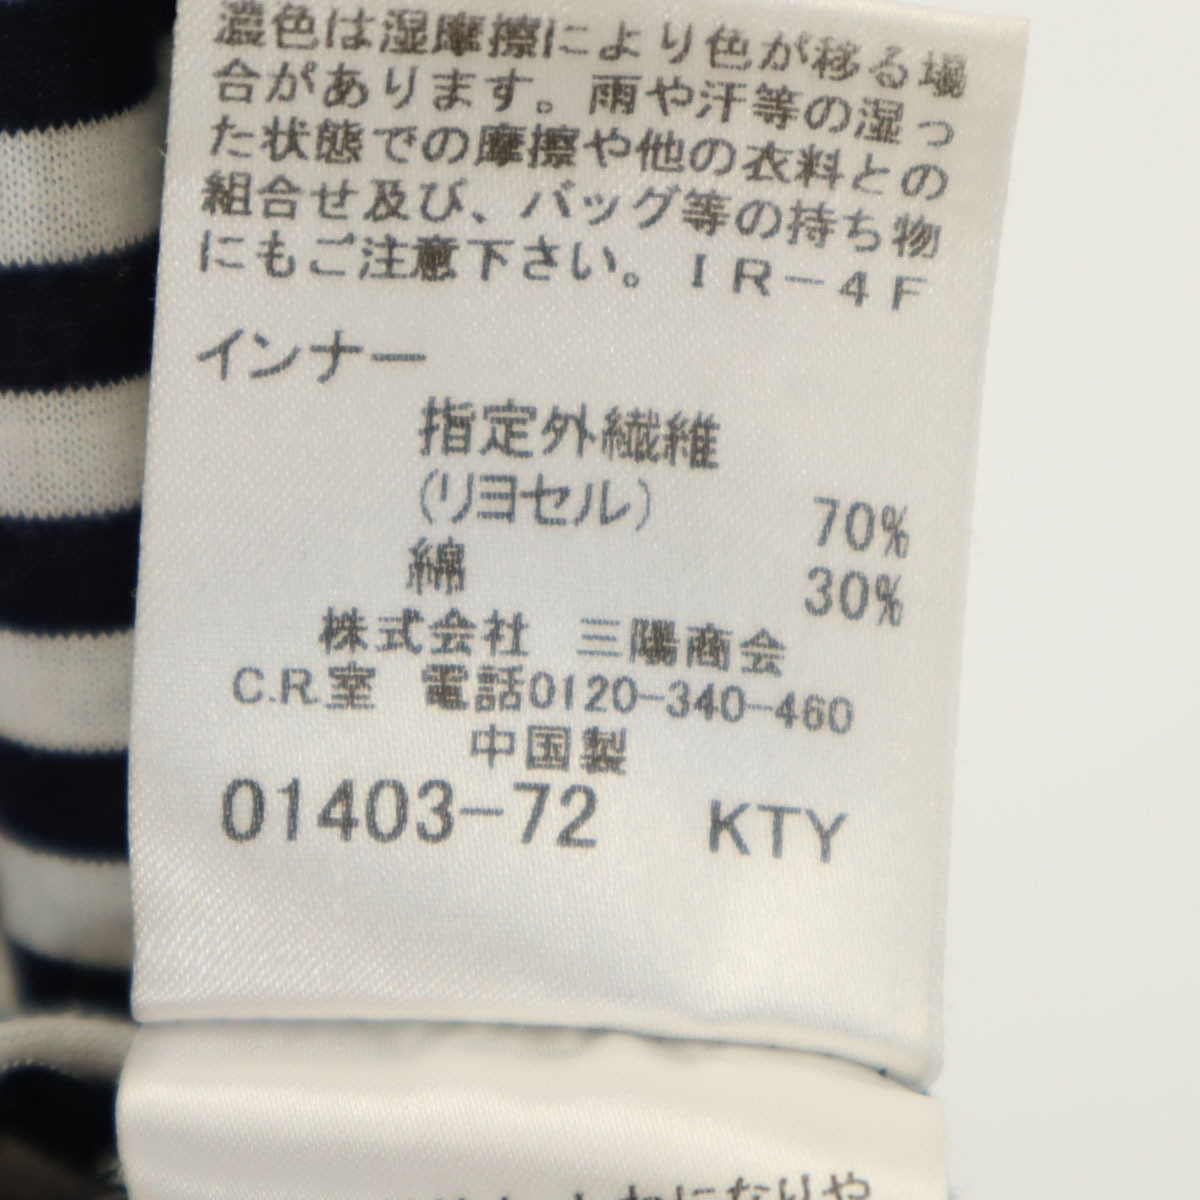 濃色は湿摩擦により色が移る場
合があります。雨や汗等の湿っ
た状態での摩擦や他の衣料との
組合せ及び、バッグ等の持ち物
にもご注意下さい。ＩＲ－４Ｆ
インナー
指定外繊維
(リヨセル) 70%
綿 30%
株式会社 三陽商会
C.R.室 電話0120-340-460
中国製
01403-72 KTY
になりや